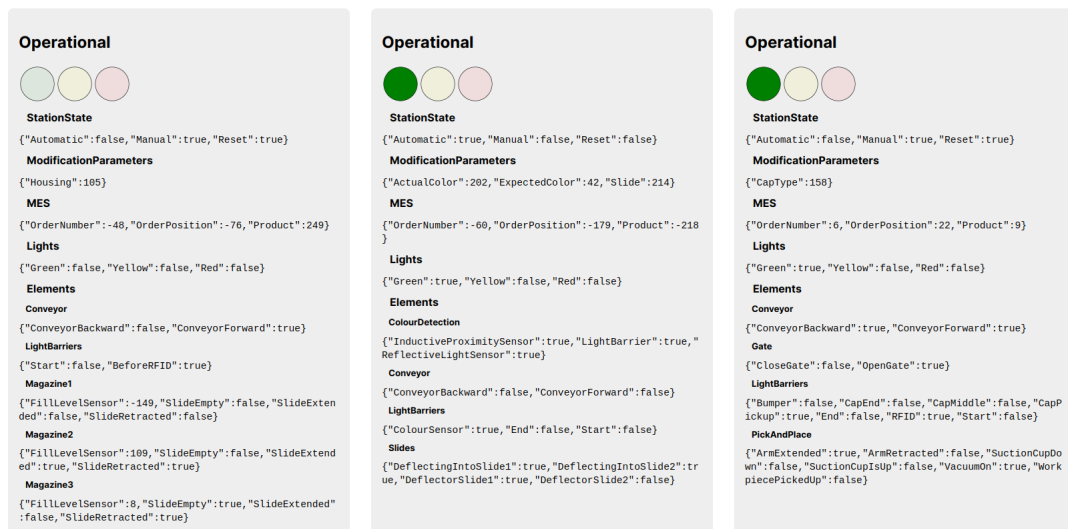 Operational
StationState
{"Automatic":false,"Manual":true,"Reset":true}
ModificationParameters
{"Housing":105}
MES
{"OrderNumber":-48,"OrderPosition":-76,"Product":249}
Lights
{"Green":false,"Yellow":false,"Red":false}
Elements
Conveyor
{"ConveyorBackward":false,"ConveyorForward":true}
LightBarriers
{"Start":false,"BeforeRFID":true}
Magazine1
{"FillLevelSensor":-149,"SlideEmpty":false,"SlideExten
ded":false,"SlideRetracted":false}
Magazine2
{"FillLevelSensor":109,"SlideEmpty":false,"SlideExtend
ed":true,"SlideRetracted":true}
Magazine3
{"FillLevelSensor":8,"SlideEmpty":true,"SlideExtended"
:false,"SlideRetracted":true}
Operational
StationState
{"Automatic":true,"Manual":false,"Reset":false}
ModificationParameters
{"ActualColor":202,"ExpectedColor":42,"Slide":214}
MES
{"OrderNumber":-60,"OrderPosition":-179,"Product":-218
}
Lights
{"Green":true,"Yellow":false,"Red":false}
Elements
ColourDetection
{"InductiveProximitySensor":true,"LightBarrier":true,"
ReflectiveLightSensor":true}
Conveyor
{"ConveyorBackward":false,"ConveyorForward":false}
LightBarriers
{"ColourSensor":true,"End":false,"Start":false}
Slides
{"DeflectingIntoSlide1":true,"DeflectingIntoSlide2":tr
ue,"DeflectorSlide1":true,"DeflectorSlide2":false}
Operational
StationState
{"Automatic":false,"Manual":true,"Reset":true}
ModificationParameters
{"CapType":158}
MES
{"OrderNumber":6,"OrderPosition":22,"Product":9}
Lights
{"Green":true,"Yellow":false,"Red":false}
Elements
Conveyor
{"ConveyorBackward":true,"ConveyorForward":true}
Gate
{"CloseGate":false,"OpenGate":true}
LightBarriers
{"Bumper":false,"CapEnd":false,"CapMiddle":false,"CapP
ickup":true,"End":false,"RFID":true,"Start":false}
PickAndPlace
{"ArmExtended":true,"ArmRetracted":false,"SuctionCupDo
wn":false,"SuctionCupIsUp":false,"VacuumOn":true,"Work
piecePickedUp":false}